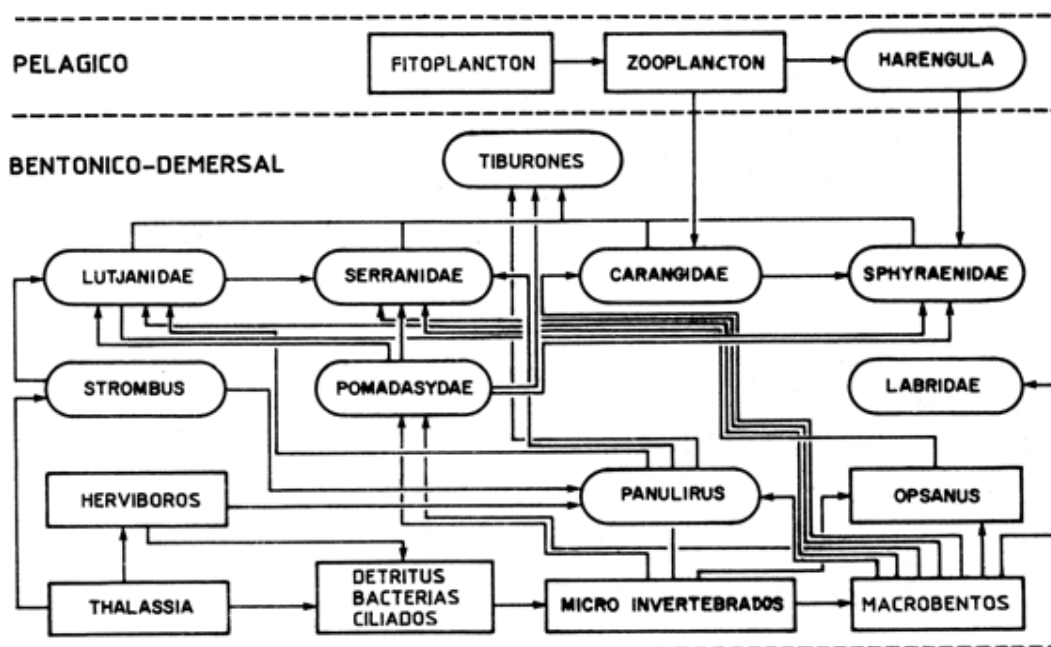 PELAGICO
FITOPLANCTON
ZOOPLANCTON
HARENGULA
BENTONICO-DEMERSAL
TIBURONES
LUTJANIDAE
SERRANIDAE
CARANGIDAE
SPHYRAENIDAE
STROMBUS
POMADASYDAE
LABRIDAE
HERVIBOROS
PANULIRUS
OPSANUS
THALASSIA
DETRITUS
BACTERIAS
CILIADOS
MICRO INVERTEBRADOS
MACROBENTOS